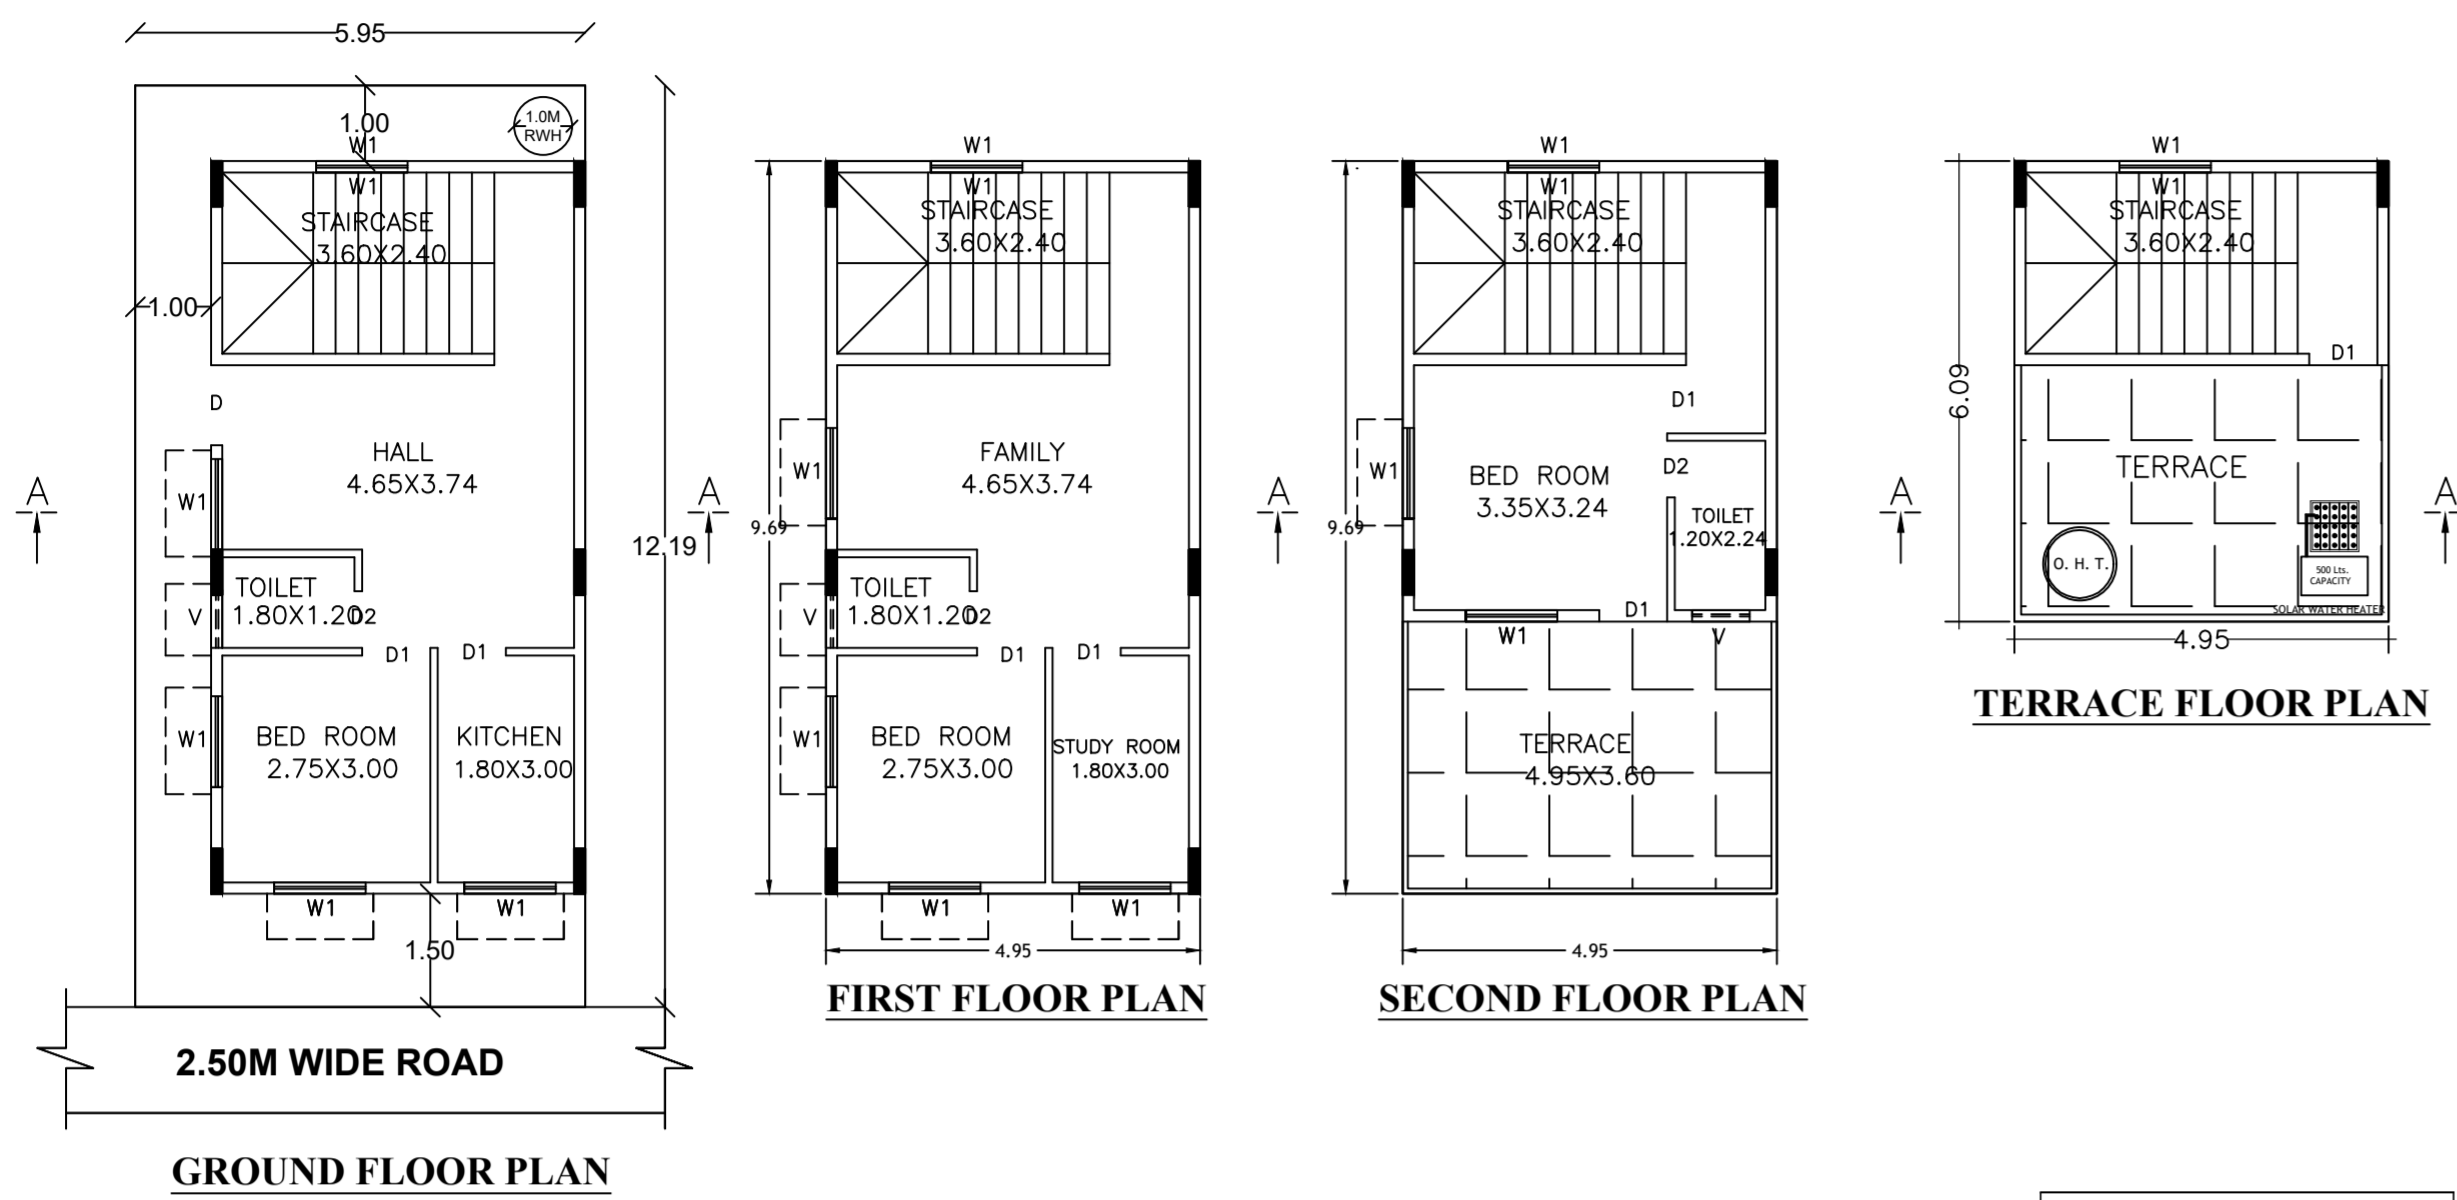 5.95
1.00
1.0M
RWH
W1
W1
STAIRCASE
3.60X2.40
1.00
D
HALL
4.65X3.74
A
W1
A
12.19
TOILET
1.80X1.20
V
D2
D1
D1
W1
BED ROOM
2.75X3.00
KITCHEN
1.80X3.00
W1
W1
1.50
2.50M WIDE ROAD
GROUND FLOOR PLAN
W1
W1
STAIRCASE
3.60X2.40
FAMILY
4.65X3.74
W1
9.69
TOILET
1.80X1.20
V
D2
D1
D1
W1
BED ROOM
2.75X3.00
STUDY ROOM
1.80X3.00
W1
W1
4.95
FIRST FLOOR PLAN
A
W1
W1
STAIRCASE
3.60X2.40
D1
W1
BED ROOM
3.35X3.24
D2
9.69
TOILET
1.20X2.24
D1
W1
V
TERRACE
4.95X3.60
4.95
SECOND FLOOR PLAN
A
W1
W1
STAIRCASE
3.60X2.40
D1
6.09
TERRACE
A
O. H. T.
500 Lts.
CAPACITY
SOLAR WATER HEATER
4.95
TERRACE FLOOR PLAN